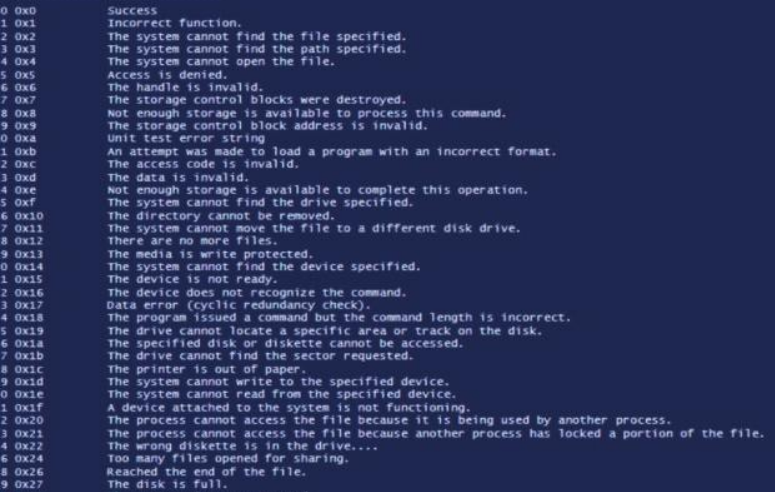 0 0x0 Success
1 0x1 Incorrect function.
2 0x2 The system cannot find the file specified.
3 0x3 The system cannot find the path specified.
4 0x4 The system cannot open the file.
5 0x5 Access is denied.
6 0x6 The handle is invalid.
7 0x7 The storage control blocks were destroyed.
8 0x8 Not enough storage is available to process this command.
9 0x9 The storage control block address is invalid.
0 0xa Unit test error string
1 0xb An attempt was made to load a program with an incorrect format.
2 0xc The access code is invalid.
3 0xd The data is invalid.
4 0xe Not enough storage is available to complete this operation.
5 0xf The system cannot find the drive specified.
6 0x10 The directory cannot be removed.
7 0x11 The system cannot move the file to a different disk drive.
8 0x12 There are no more files.
9 0x13 The media is write protected.
0 0x14 The system cannot find the device specified.
1 0x15 The device is not ready.
2 0x16 The device does not recognize the command.
3 0x17 Data error (cyclic redundancy check).
4 0x18 The program issued a command but the command length is incorrect.
5 0x19 The drive cannot locate a specific area or track on the disk.
6 0x1a The specified disk or diskette cannot be accessed.
7 0x1b The drive cannot find the sector requested.
8 0x1c The printer is out of paper.
9 0x1d The system cannot write to the specified device.
0 0x1e The system cannot read from the specified device.
1 0x1f A device attached to the system is not functioning.
2 0x20 The process cannot access the file because it is being used by another process.
3 0x21 The process cannot access the file because another process has locked a portion of the file.
4 0x22 The wrong diskette is in the drive....
6 0x24 Too many files opened for sharing.
8 0x26 Reached the end of the file.
9 0x27 The disk is full.